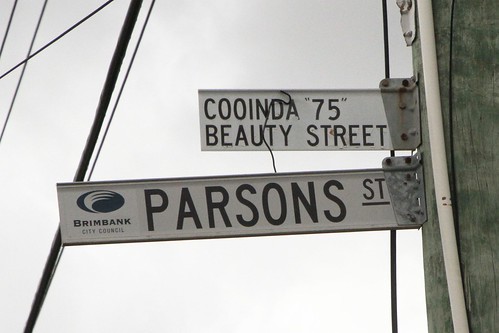 COOINDA "75"
BEAUTY STREET
PARSONS ST
BRIMBANK
CITY COUNCIL